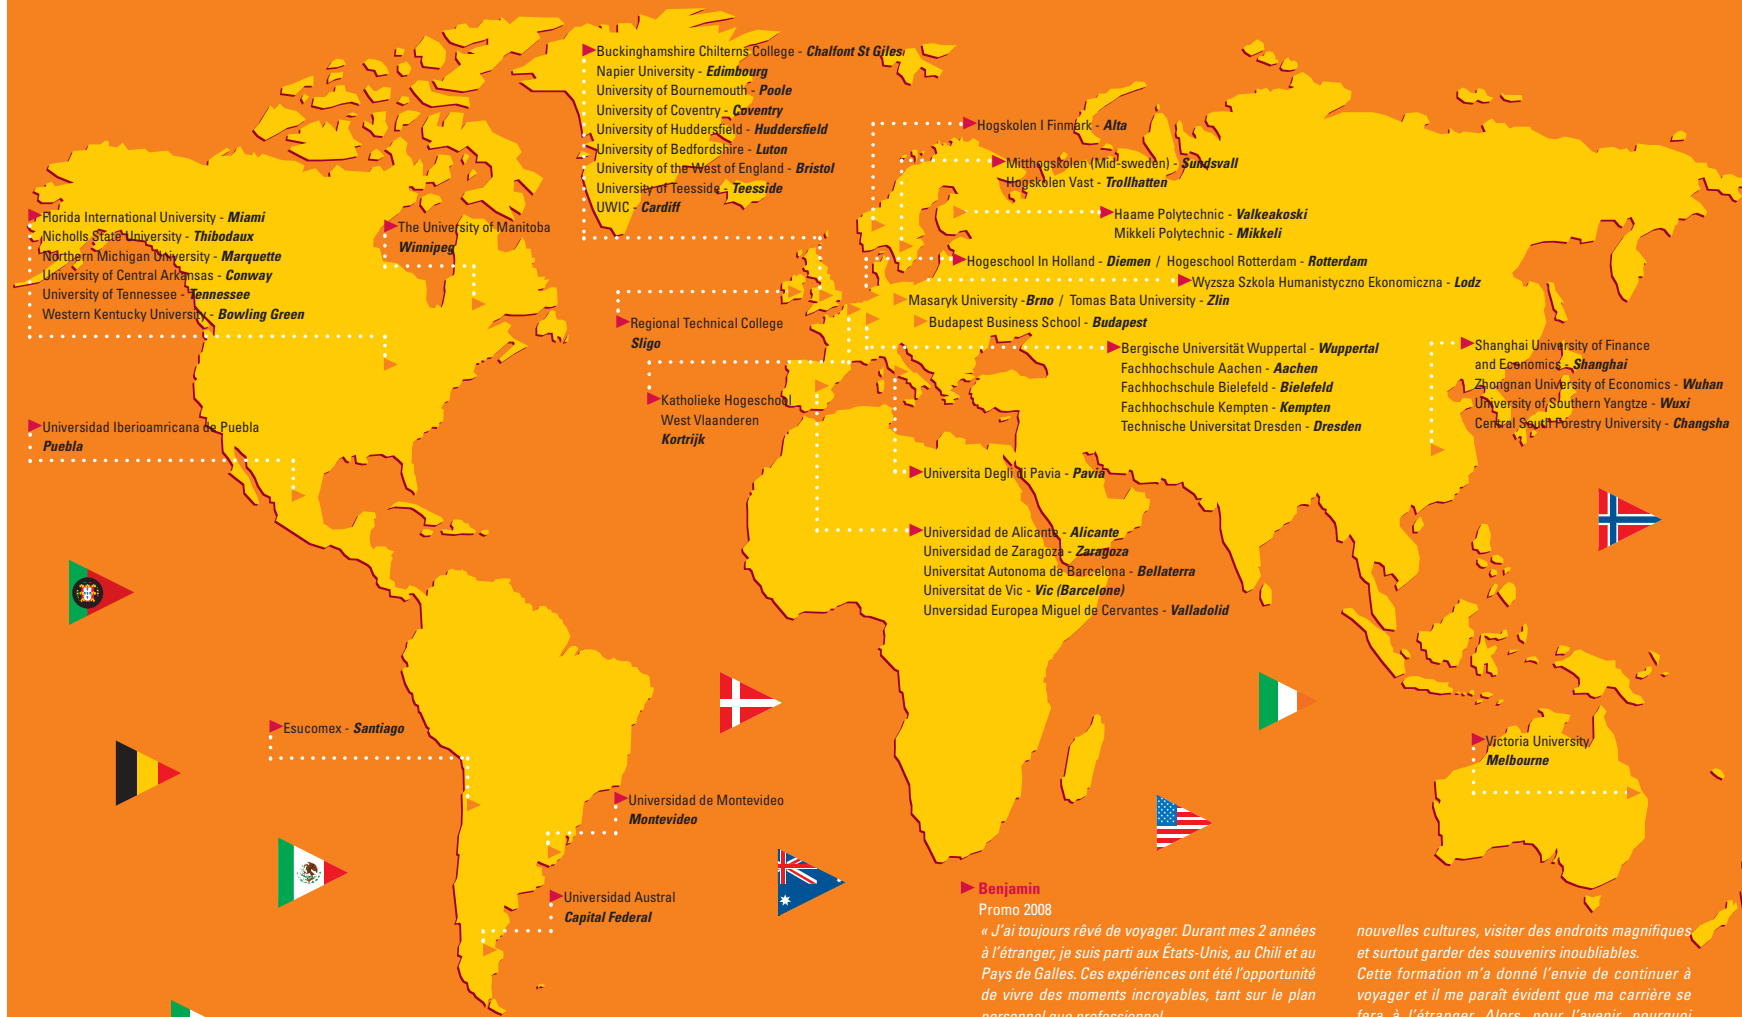 Buckinghamshire Chilterns College - Chalfont St Giles
Napier University - Edimbourg
University of Bournemouth - Poole
University of Coventry - Coventry
University of Huddersfield - Huddersfield
University of Bedfordshire - Luton
University of the West of England - Bristol
University of Teesside - Teesside
UWIC - Cardiff
Hogskolen I Finmark - Alta
Mitthogskolen (Mid-sweden) - Sundsvall
Hogskolen Vast - Trollhatten
Haame Polytechnic - Valkeakoski
Mikkeli Polytechnic - Mikkeli
Florida International University - Miami
Nicholls State University - Thibodaux
Northern Michigan University - Marquette
University of Central Arkansas - Conway
University of Tennessee - Tennessee
Western Kentucky University - Bowling Green
The University of Manitoba
Winnipeg
Hogeschool In Holland - Diemen / Hogeschool Rotterdam - Rotterdam
Wyzsza Szkola Humanistyczno Ekonomiczna - Lodz
Masaryk University -Brno / Tomas Bata University - Zlin
Budapest Business School - Budapest
Regional Technical College
Sligo
Bergische Universität Wuppertal - Wuppertal
Fachhochschule Aachen - Aachen
Fachhochschule Bielefeld - Bielefeld
Fachhochschule Kempten - Kempten
Technische Universitat Dresden - Dresden
Shanghai University of Finance
and Economics - Shanghai
Zhongnan University of Economics - Wuhan
University of Southern Yangtze - Wuxi
Central South Porestry University - Changsha
Katholieke Hogeschool
West Vlaanderen
Kortrijk
Universidad Iberioamricana de Puebla
Puebla
Universita Degli di Pavia - Pavia
Universidad de Alicante - Alicante
Universidad de Zaragoza - Zaragoza
Universitat Autonoma de Barcelona - Bellaterra
Universitat de Vic - Vic (Barcelone)
Unversidad Europea Miguel de Cervantes - Valladolid
Esucomex - Santiago
Victoria University
Melbourne
Universidad de Montevideo
Montevideo
Universidad Austral
Capital Federal
Benjamin
Promo 2008
« J'ai toujours rêvé de voyager. Durant mes 2 années
à l'étranger, je suis parti aux États-Unis, au Chili et au
Pays de Galles. Ces expériences ont été l'opportunité
de vivre des moments incroyables, tant sur le plan
personnel que professionnel.
nouvelles cultures, visiter des endroits magnifiques
et surtout garder des souvenirs inoubliables.
Cette formation m'a donné l'envie de continuer à
voyager et il me paraît évident que ma carrière se
fera à l'étranger. Alors, pour l'avenir, pourquoi